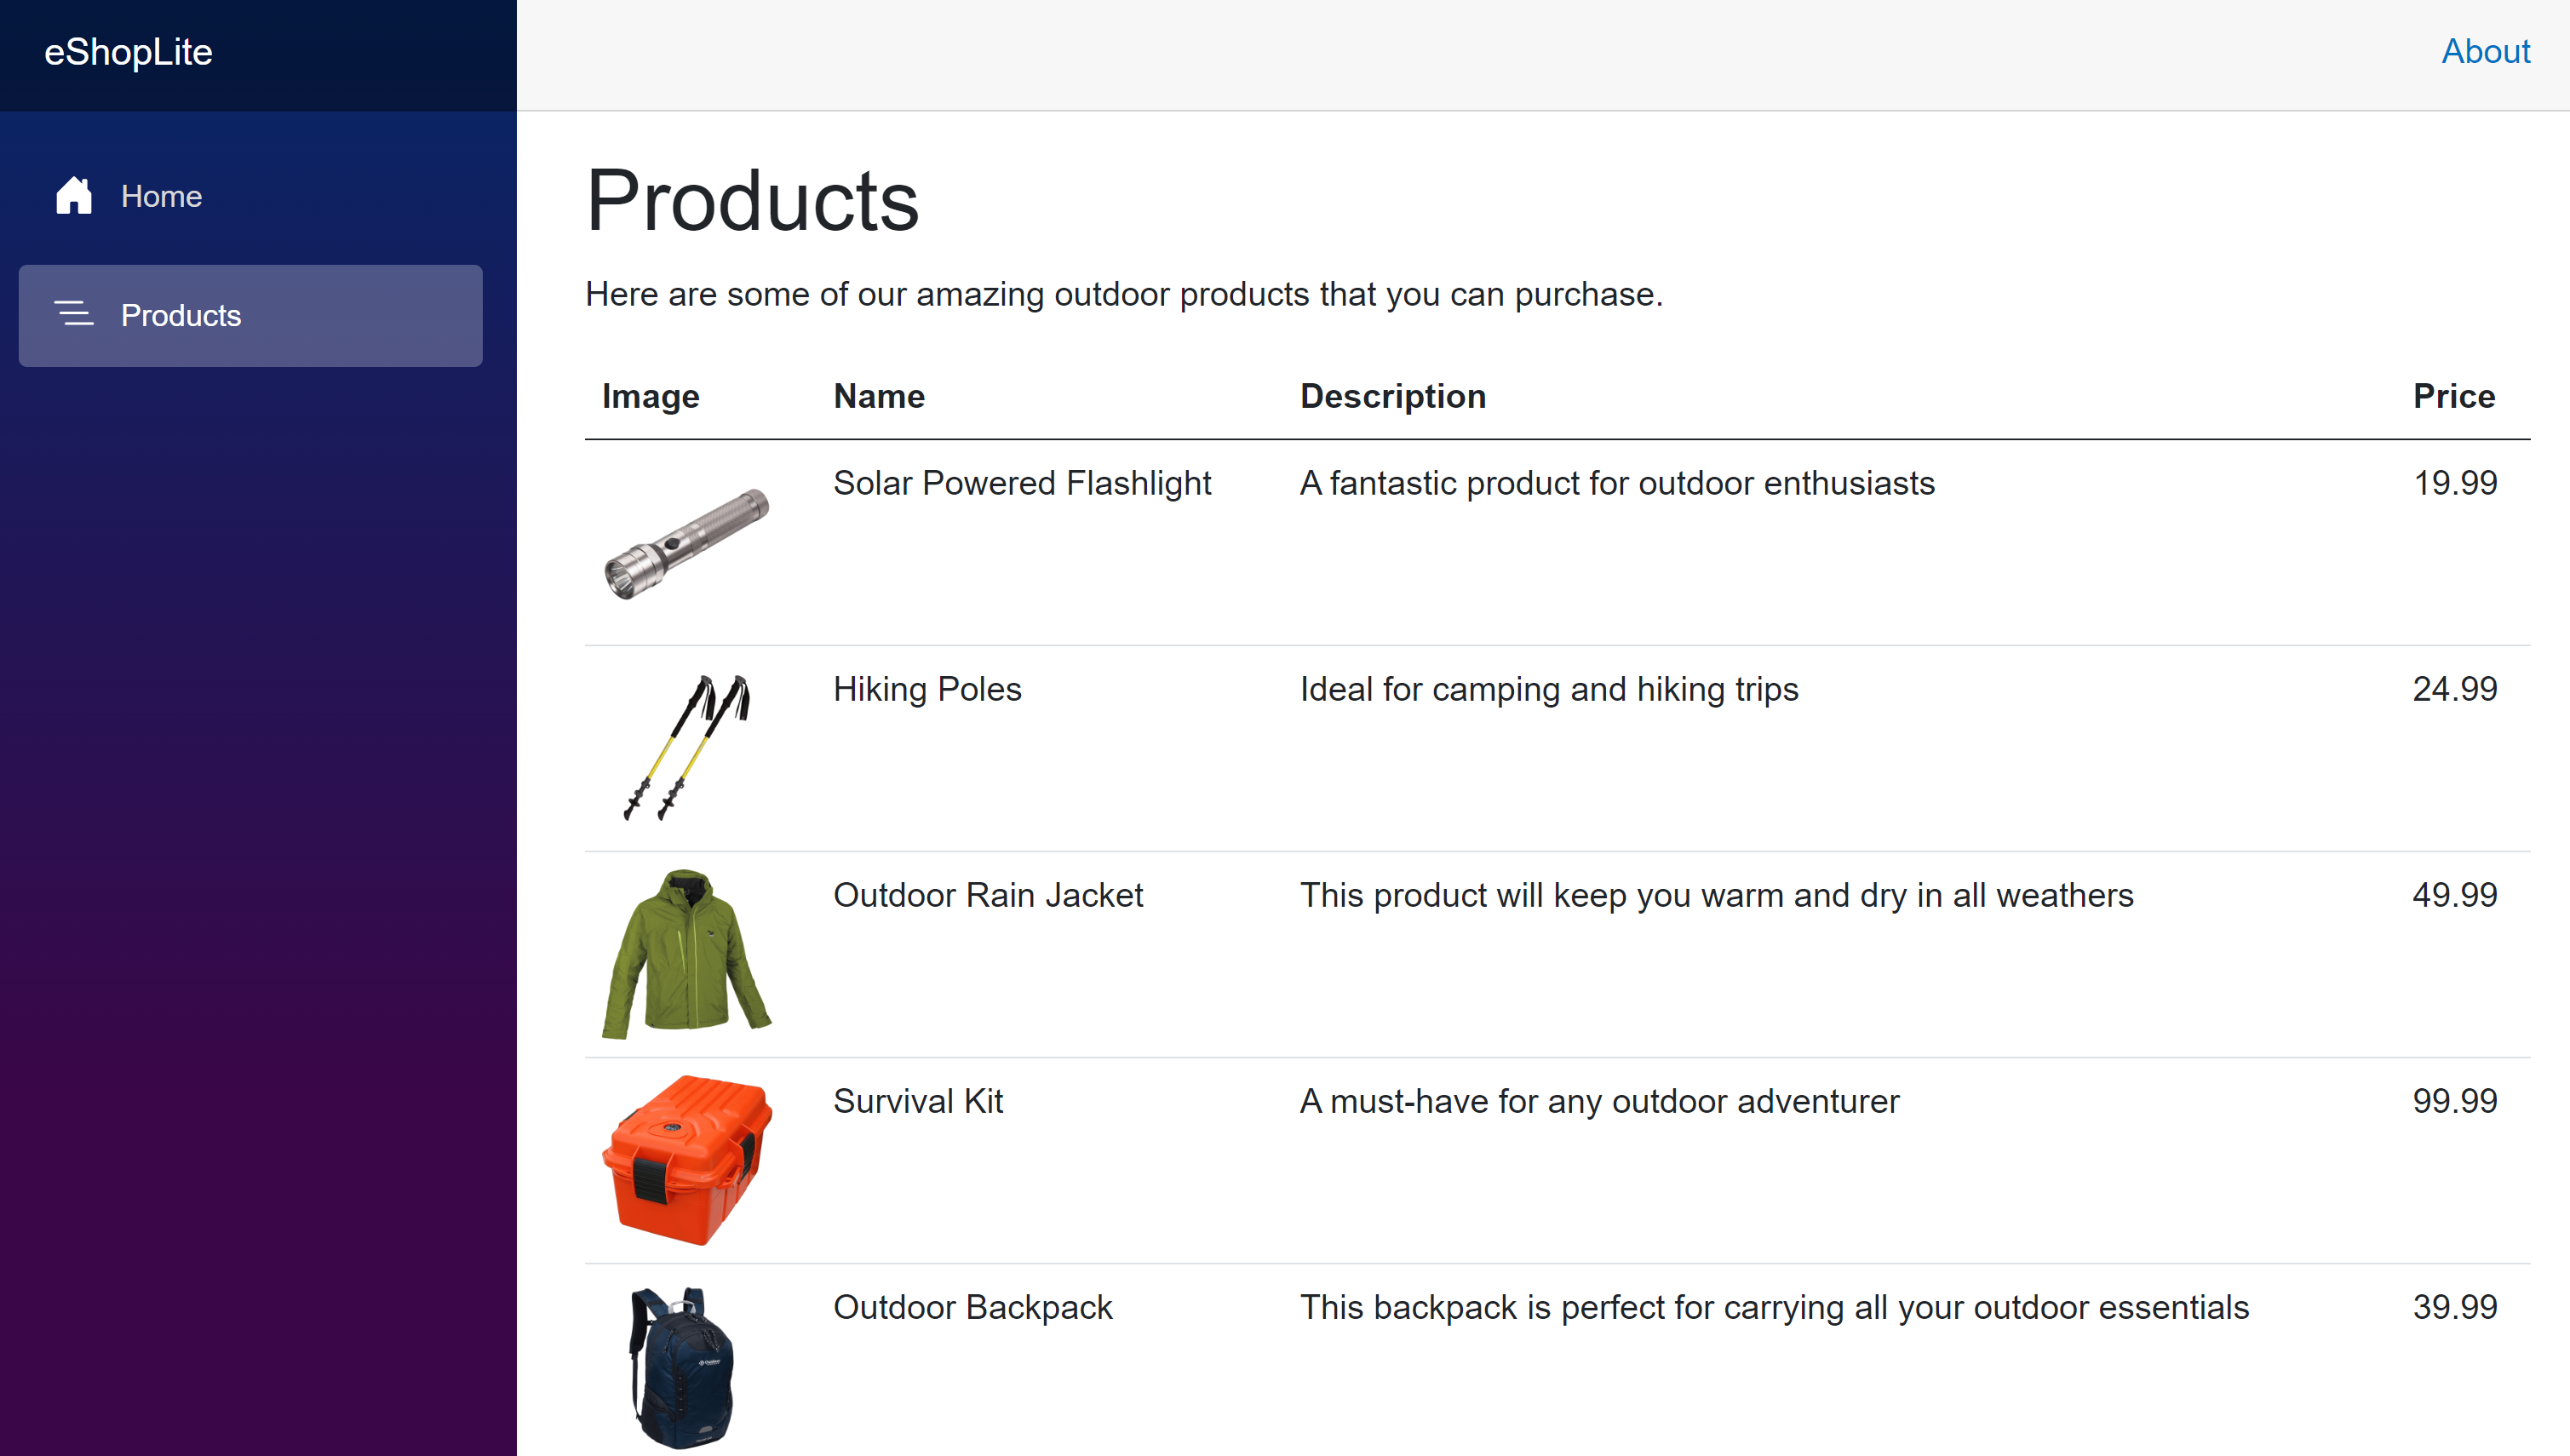 eShopLite
About
Home
Products
Products
Here are some of our amazing outdoor products that you can purchase.
Image Name Description Price
Solar Powered Flashlight A fantastic product for outdoor enthusiasts 19.99
Hiking Poles Ideal for camping and hiking trips 24.99
Outdoor Rain Jacket This product will keep you warm and dry in all weathers 49.99
Survival Kit A must-have for any outdoor adventurer 99.99
Outdoor Backpack This backpack is perfect for carrying all your outdoor essentials 39.99